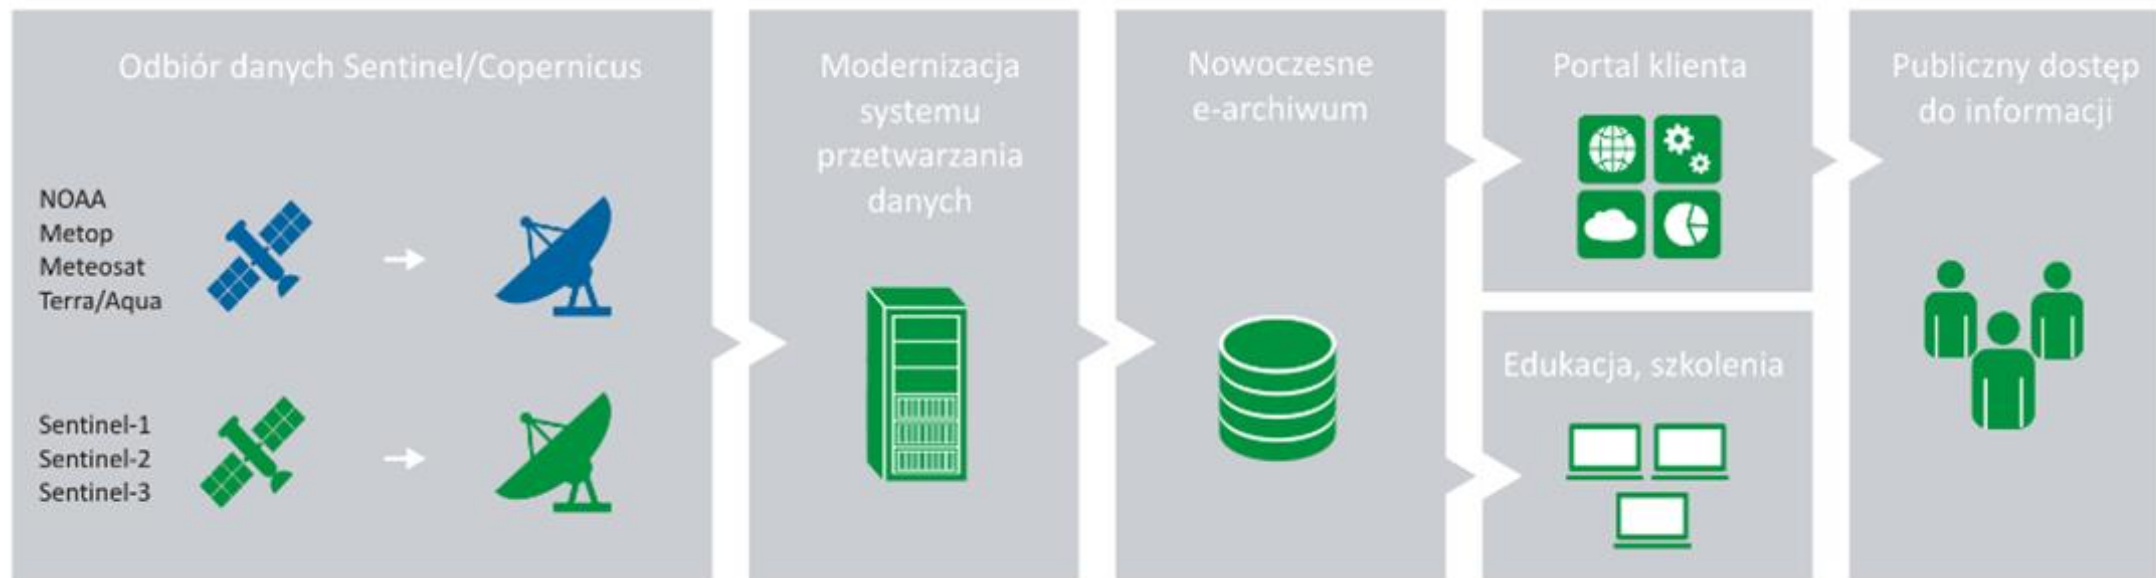 Odbiór danych Sentinel/Copernicus
NOAA
Metop
Meteosat
Terra/Aqua
Sentinel-1
Sentinel-2
Sentinel-3
Modernizacja
systemu
przetwarzania
danych
Nowoczesne
e-archiwum
Portal klienta
Edukacja, szkolenia
Publiczny dostęp
do informacji